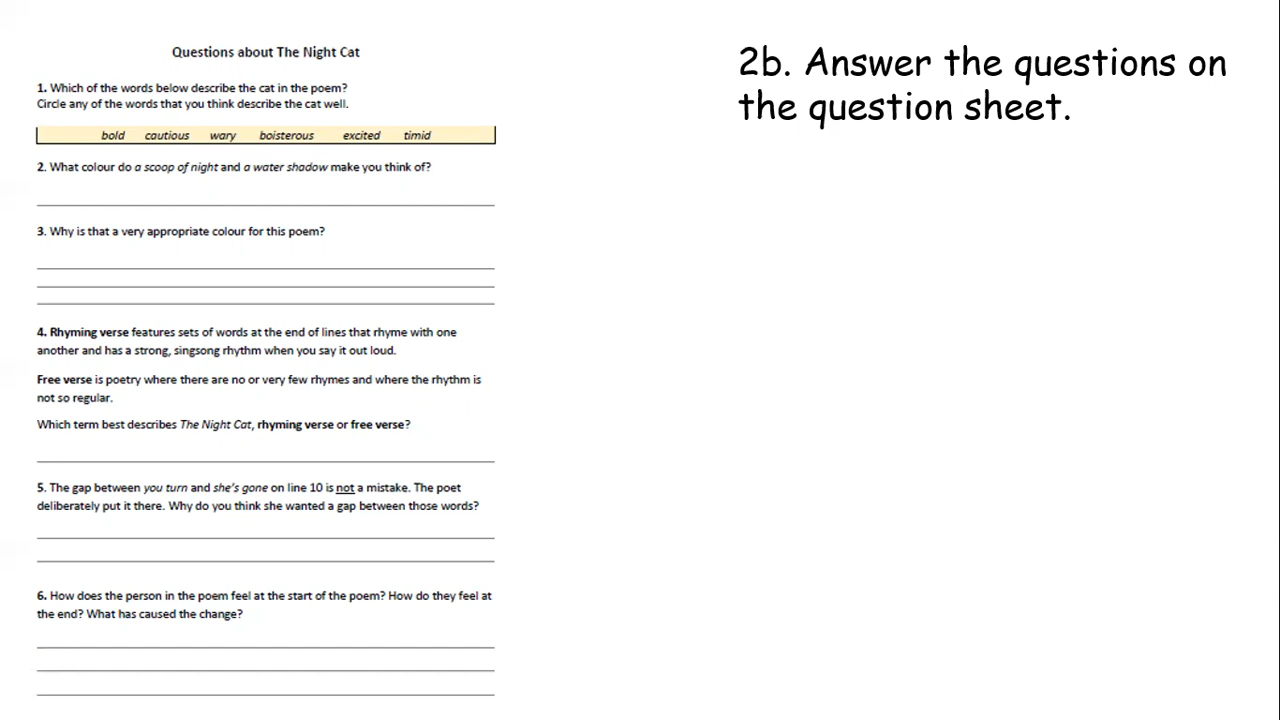 Questions about The Night Cat
1. Which of the words below describe the cat in the poem?
Circle any of the words that you think describe the cat well.
bold cautious wary boisterous excited timid
2. What colour do a scoop of night and a water shadow make you think of?
3. Why is that a very appropriate colour for this poem?
4. Rhyming verse features sets of words at the end of lines that rhyme with one
another and has a strong, singsong rhythm when you say it out loud.
Free verse is poetry where there are no or very few rhymes and where the rhythm is
not so regular.
Which term best describes The Night Cat, rhyming verse or free verse?
5. The gap between you turn and she's gone on line 10 is not a mistake. The poet
deliberately put it there. Why do you think she wanted a gap between those words?
6. How does the person in the poem feel at the start of the poem? How do they feel at
the end? What has caused the change?
2b. Answer the questions on
the question sheet.